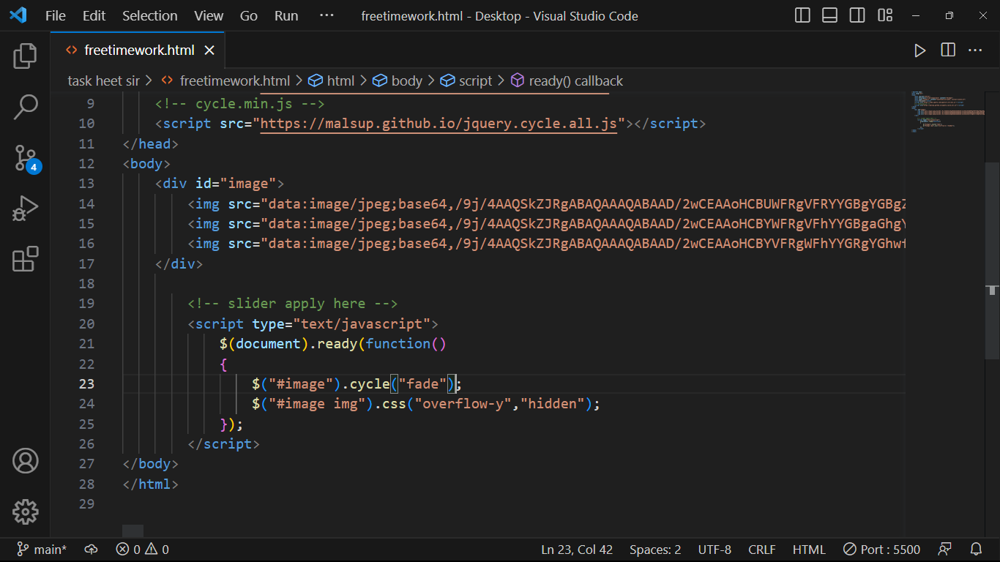 File Edit Selection View Go Run ··· freetimework.html - Desktop - Visual Studio Code
freetimework.html
task heet sir > freetimework.html > html > body > script > ready() callback
9 <!-- cycle.min.js -->
10 <script src="https://malsup.github.io/jquery.cycle.all.js"></script>
11 </head>
12 <body>
13 <div id="image">
14 <img src="data:image/jpeg;base64,/9j/4AAQSkZJRgABAQAAAQABAAD/2wCEAAoHCBUWFRgVFRYYGBgYGBgZ
15 <img src="data:image/jpeg;base64,/9j/4AAQSkZJRgABAQAAAQABAAD/2wCEAAoHCBYWFRgVFhYYGBgaGhgY
16 <img src="data:image/jpeg;base64,/9j/4AAQSkZJRgABAQAAAQABAAD/2wCEAAoHCBYVFRgWFhYYGRgYGhwf
17 </div>
18
19 <!-- slider apply here -->
20 <script type="text/javascript">
21 $(document).ready(function()
22 {
23 $("#image").cycle("fade");
24 $("#image img").css("overflow-y","hidden");
25 });
26 </script>
27 </body>
28 </html>
29
4
main* 0 0 Ln 23, Col 42 Spaces: 2 UTF-8 CRLF HTML Port : 5500